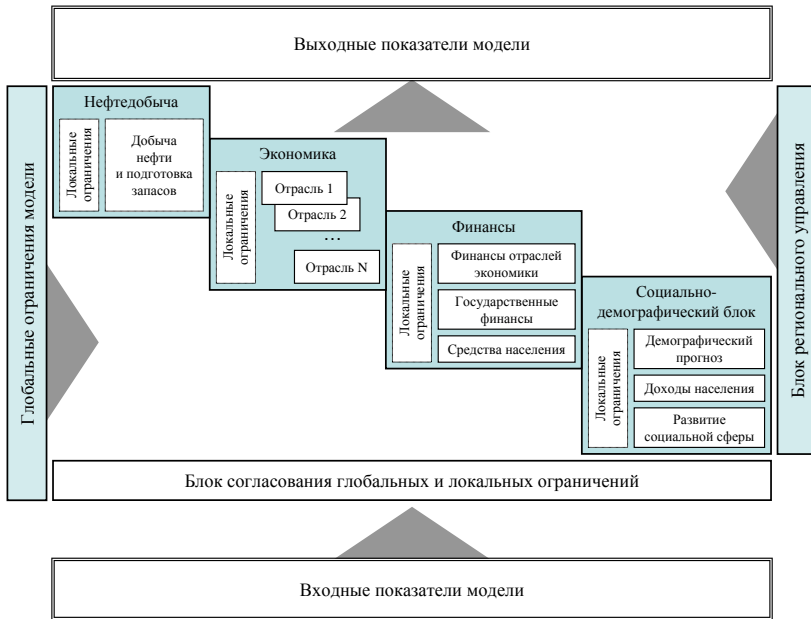 Выходные показатели модели
Глобальные ограничения модели
Нефтедобыча
Локальные
ограничения
Добыча
нефти
и подготовка
запасов
Экономика
Локальные
ограничения
Отрасль 1
Отрасль 2
...
Отрасль N
Финансы
Локальные
ограничения
Финансы отраслей
экономики
Государственные
финансы
Средства населения
Социально-
демографический блок
Локальные
ограничения
Демографический
прогноз
Доходы населения
Развитие
социальной сферы
Блок регионального управления
Блок согласования глобальных и локальных ограничений
Входные показатели модели